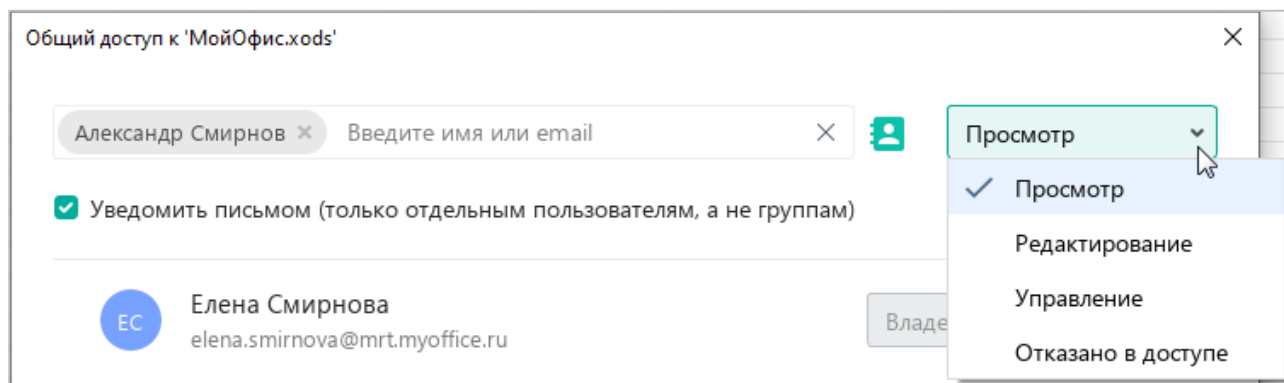 Общий доступ к 'МойОфис.xods'
Александр Смирнов Введите имя или email Просмотр
Просмотр
Уведомить письмом (только отдельным пользователям, а не группам)
Редактирование
Управление
ЕС Елена Смирнова
elena.smirnova@mrt.myoffice.ru
Отказано в доступе